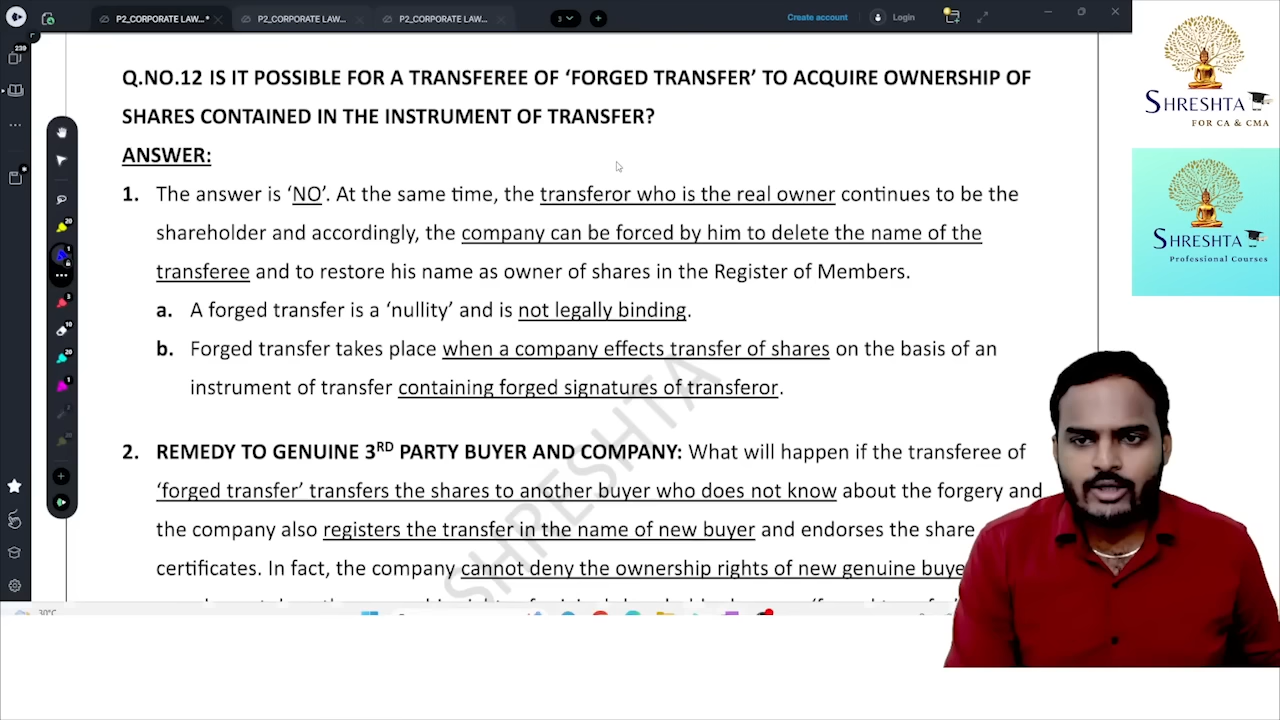 P2_CORPORATE LAW...*
P2_CORPORATE LAW...
P2_CORPORATE LAW...
3
Create account
Login
239
Q.NO.12 IS IT POSSIBLE FOR A TRANSFEREE OF ‘FORGED TRANSFER’ TO ACQUIRE OWNERSHIP OF
SHARES CONTAINED IN THE INSTRUMENT OF TRANSFER?
ANSWER:
1. The answer is ‘NO’. At the same time, the transferor who is the real owner continues to be the
shareholder and accordingly, the company can be forced by him to delete the name of the
transferee and to restore his name as owner of shares in the Register of Members.
a. A forged transfer is a ‘nullity’ and is not legally binding.
b. Forged transfer takes place when a company effects transfer of shares on the basis of an
instrument of transfer containing forged signatures of transferor.
2. REMEDY TO GENUINE 3RD PARTY BUYER AND COMPANY: What will happen if the transferee of
‘forged transfer’ transfers the shares to another buyer who does not know about the forgery and
the company also registers the transfer in the name of new buyer and endorses the share
certificates. In fact, the company cannot deny the ownership rights of new genuine
SHRESHTA
30°C
SHRESHTA
FOR CA & CMA
SHRESHTA
Professional Courses